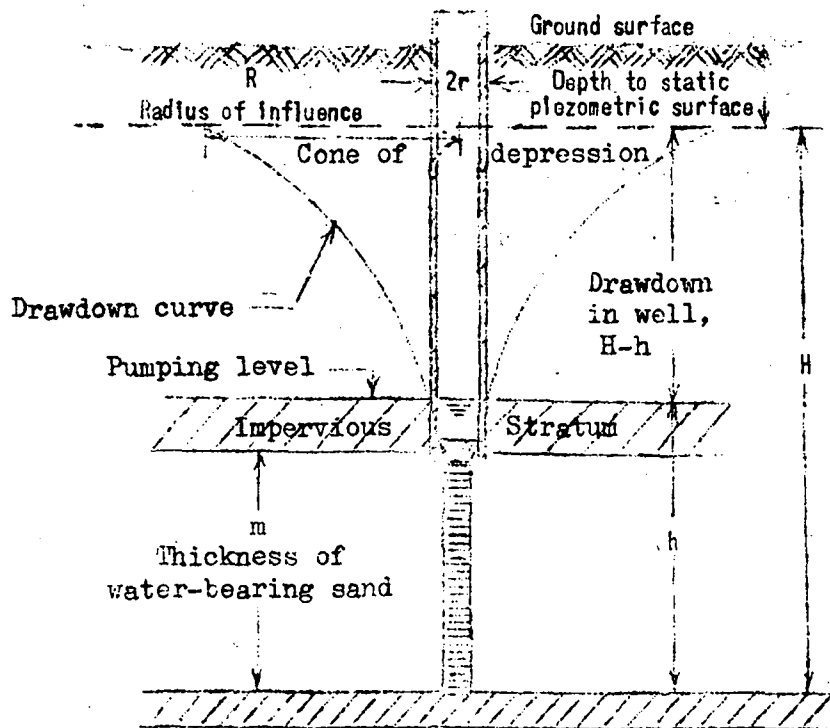 Ground surface
R
2r
Depth to static
Radius of influence
piezometric surface
Cone of depression
Drawdown curve
Drawdown
in well,
H-h
H
Pumping level
Impervious Stratum
m
Thickness of
water-bearing sand
h